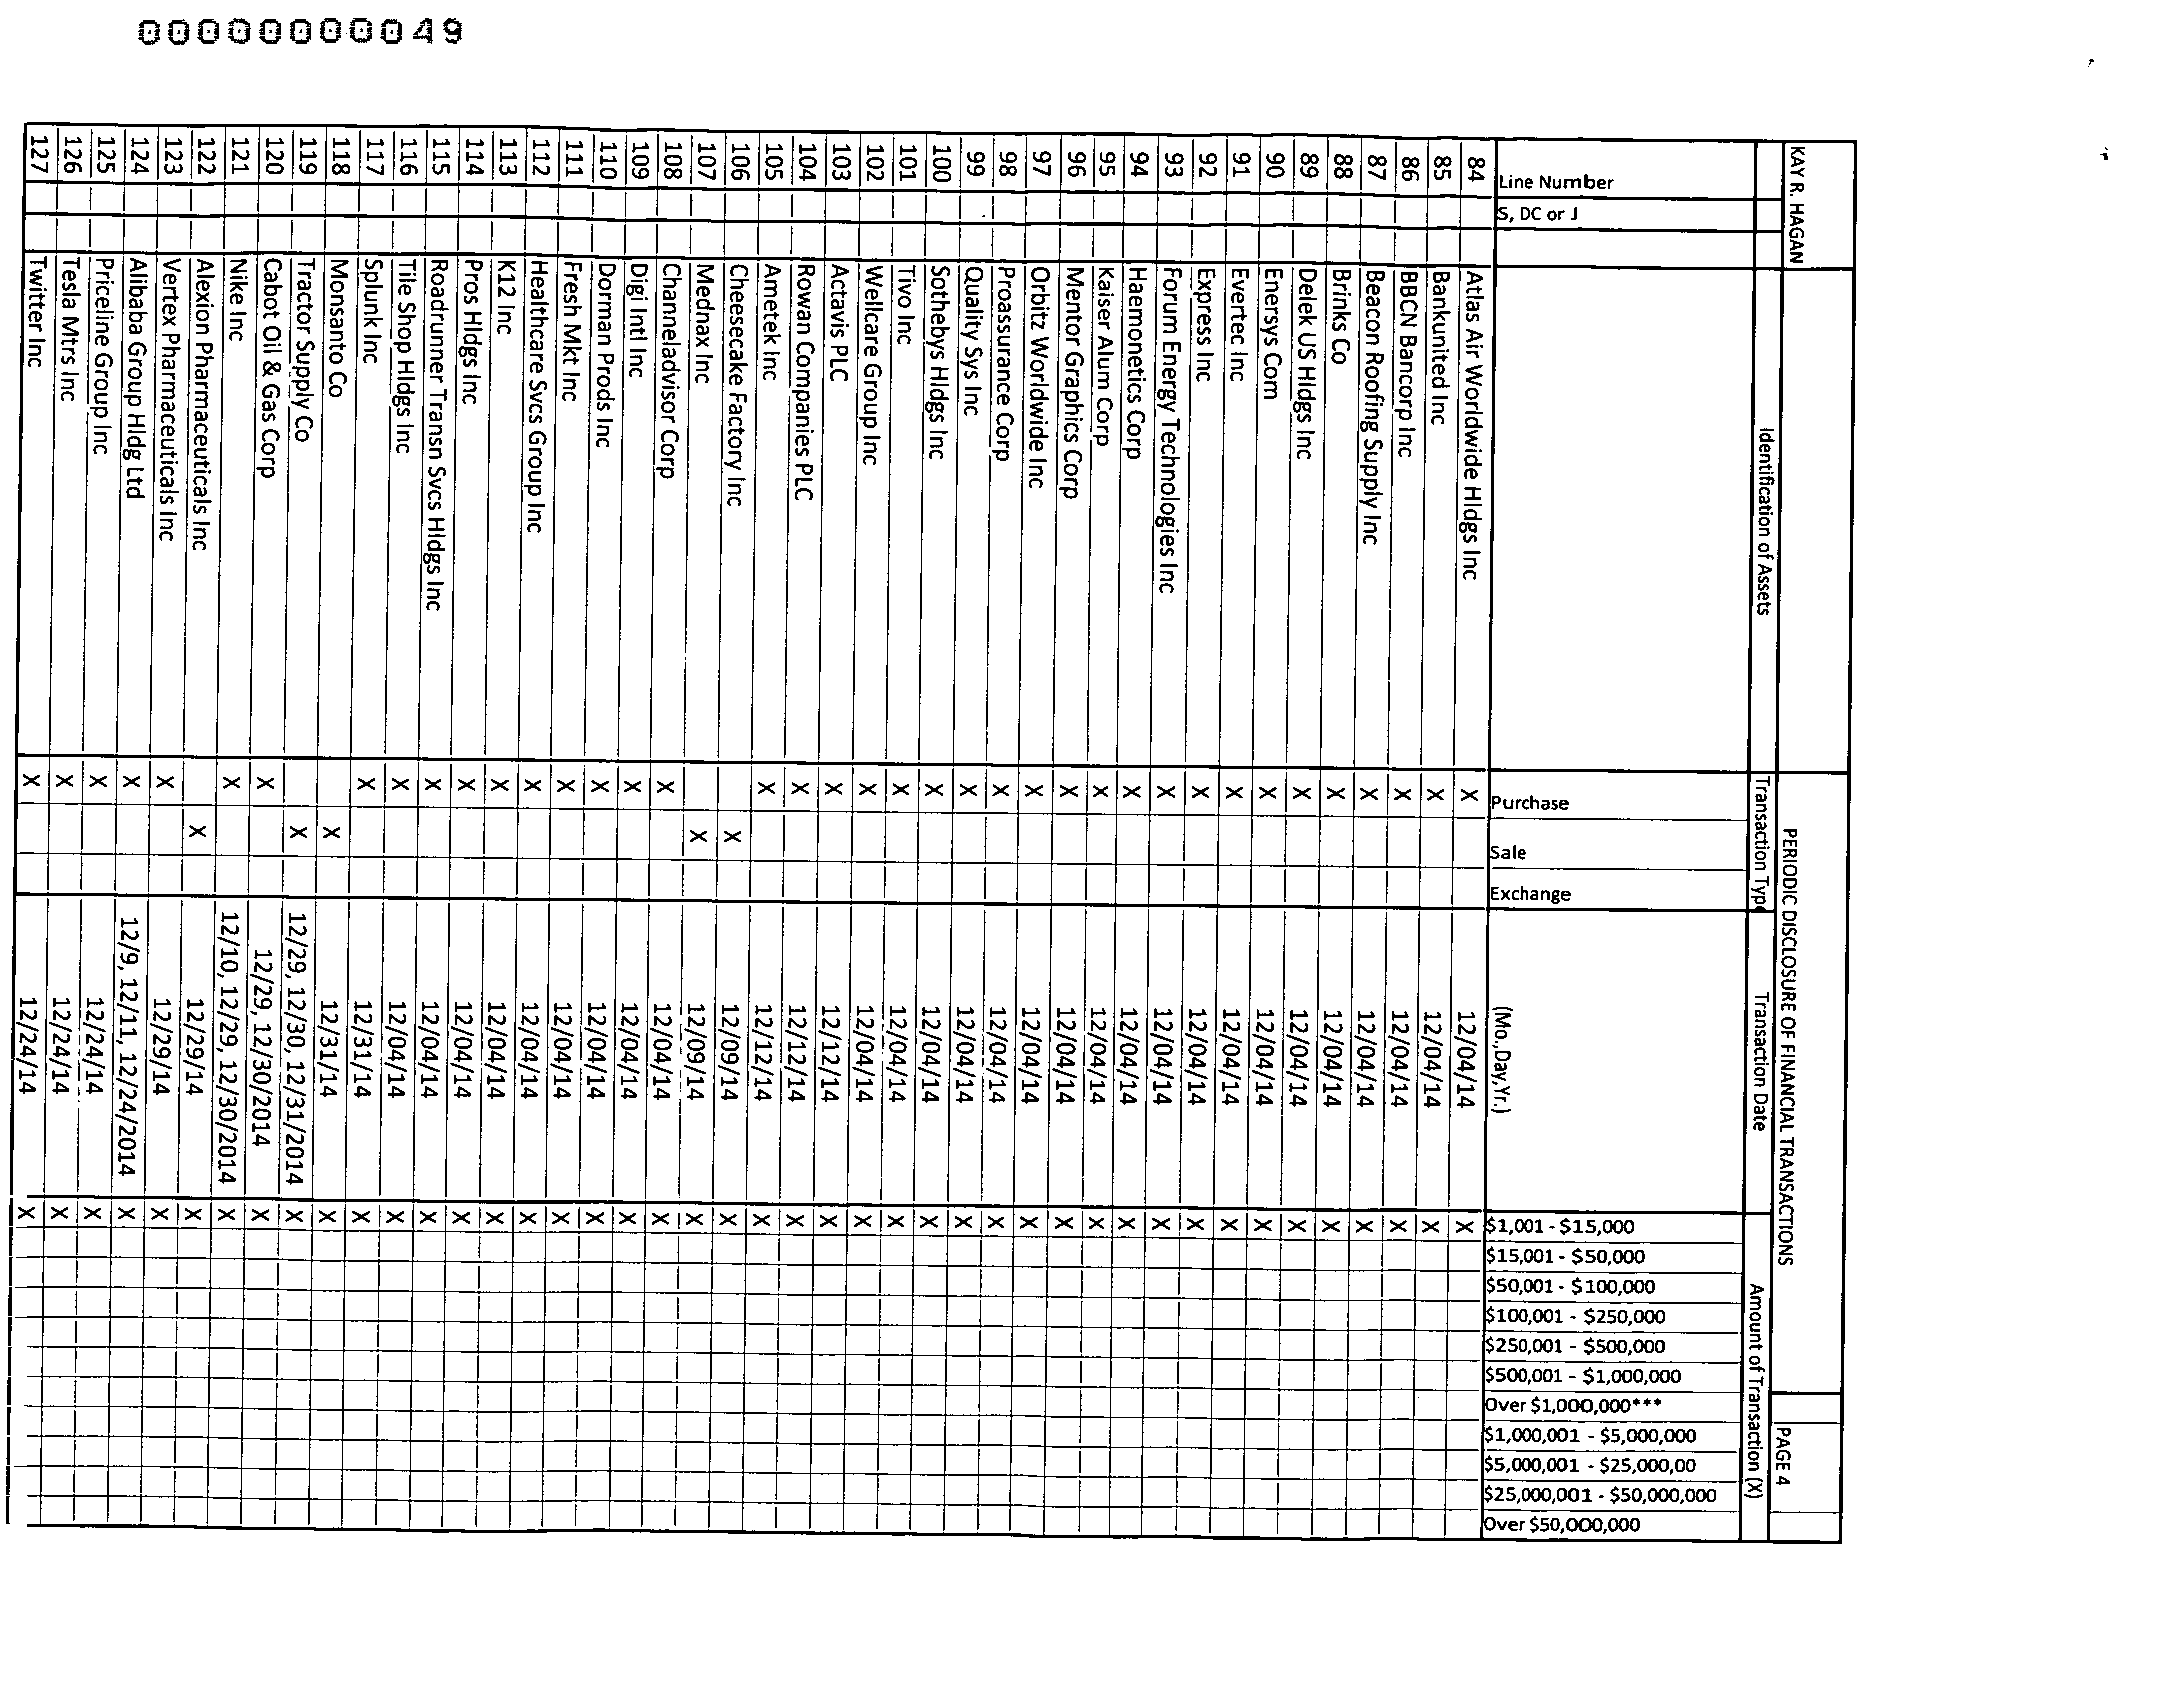 00000000049
KAY R. HAGAN PERIODIC DISCLOSURE OF FINANCIAL TRANSACTIONS PAGE 4
Identification of Assets Transaction Type Transaction Date Amount of Transaction (X)
Line Number
S, DC or J
Purchase
Sale
Exchange
(Mo.,Day,Yr.)
$1,001 - $15,000
$15,001 - $50,000
$50,001 - $100,000
$100,001 - $250,000
$250,001 - $500,000
$500,001 - $1,000,000
Over $1,000,000***
$1,000,001 - $5,000,000
$5,000,001 - $25,000,00
$25,000,001 - $50,000,000
Over $50,000,000
84 Atlas Air Worldwide Hldgs Inc X 12/04/14 X
85 Bankunited Inc X 12/04/14 X
86 BBCN Bancorp Inc X 12/04/14 X
87 Beacon Roofing Supply Inc X 12/04/14 X
88 Brinks Co X 12/04/14 X
89 Delek US Hldgs Inc X 12/04/14 X
90 Enersys Com X 12/04/14 X
91 Evertec Inc X 12/04/14 X
92 Express Inc X 12/04/14 X
93 Forum Energy Technologies Inc X 12/04/14 X
94 Haemonetics Corp X 12/04/14 X
95 Kaiser Alum Corp X 12/04/14 X
96 Mentor Graphics Corp X 12/04/14 X
97 Orbitz Worldwide Inc X 12/04/14 X
98 Proassurance Corp X 12/04/14 X
99 Quality Sys Inc X 12/04/14 X
100 Sothebys Hldgs Inc X 12/04/14 X
101 Tivo Inc X 12/04/14 X
102 Wellcare Group Inc X 12/04/14 X
103 Actavis PLC X 12/12/14 X
104 Rowan Companies PLC X 12/12/14 X
105 Ametek Inc X 12/12/14 X
106 Cheesecake Factory Inc X 12/09/14 X
107 Mednax Inc X 12/09/14 X
108 Channeladvisor Corp X 12/04/14 X
109 Digi Intl Inc X 12/04/14 X
110 Dorman Prods Inc X 12/04/14 X
111 Fresh Mkt Inc X 12/04/14 X
112 Healthcare Svcs Group Inc X 12/04/14 X
113 K12 Inc X 12/04/14 X
114 Pros Hldgs Inc X 12/04/14 X
115 Roadrunner Transn Svcs Hldgs Inc X 12/04/14 X
116 Tile Shop Hldgs Inc X 12/04/14 X
117 Splunk Inc X 12/31/14 X
118 Monsanto Co X 12/31/14 X
119 Tractor Supply Co X 12/29, 12/30, 12/31/2014 X
120 Cabot Oil & Gas Corp X 12/29, 12/30/2014 X
121 Nike Inc X 12/10, 12/29, 12/30/2014 X
122 Alexion Pharmaceuticals Inc X 12/29/14 X
123 Vertex Pharmaceuticals Inc X 12/29/14 X
124 Alibaba Group Hldg Ltd X 12/9, 12/11, 12/24/2014 X
125 Priceline Group Inc X 12/24/14 X
126 Tesla Mtrs Inc X 12/24/14 X
127 Twitter Inc X 12/24/14 X